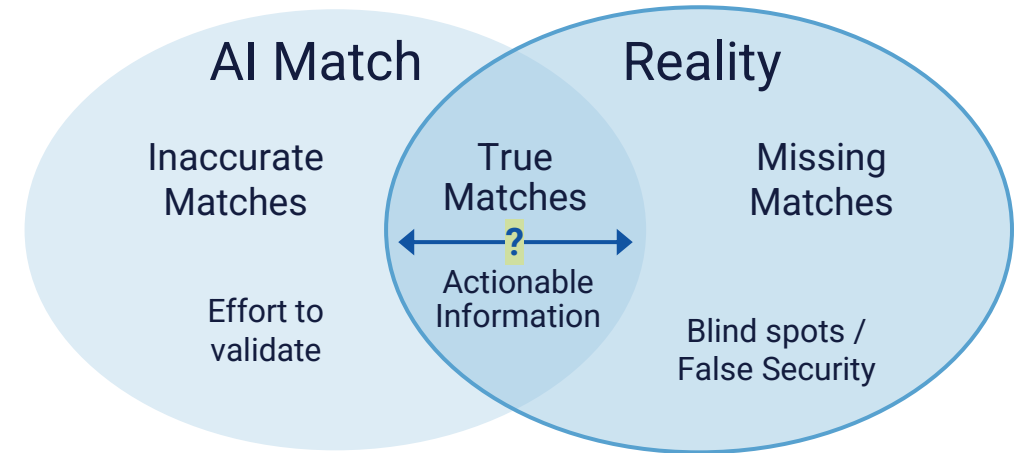 AI Match
Reality
Inaccurate
Matches
True
Matches
Missing
Matches
?
Actionable
Information
Effort to
validate
Blind spots /
False Security